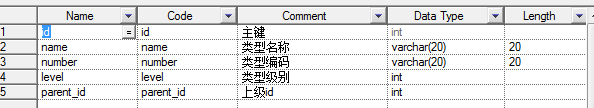 Name Code Comment Data Type Length
1 id = id 主键 int
2 name name 类型名称 varchar(20) 20
3 number number 类型编码 varchar(20) 20
4 level level 类型级别 int
5 parent_id parent_id 上级id int